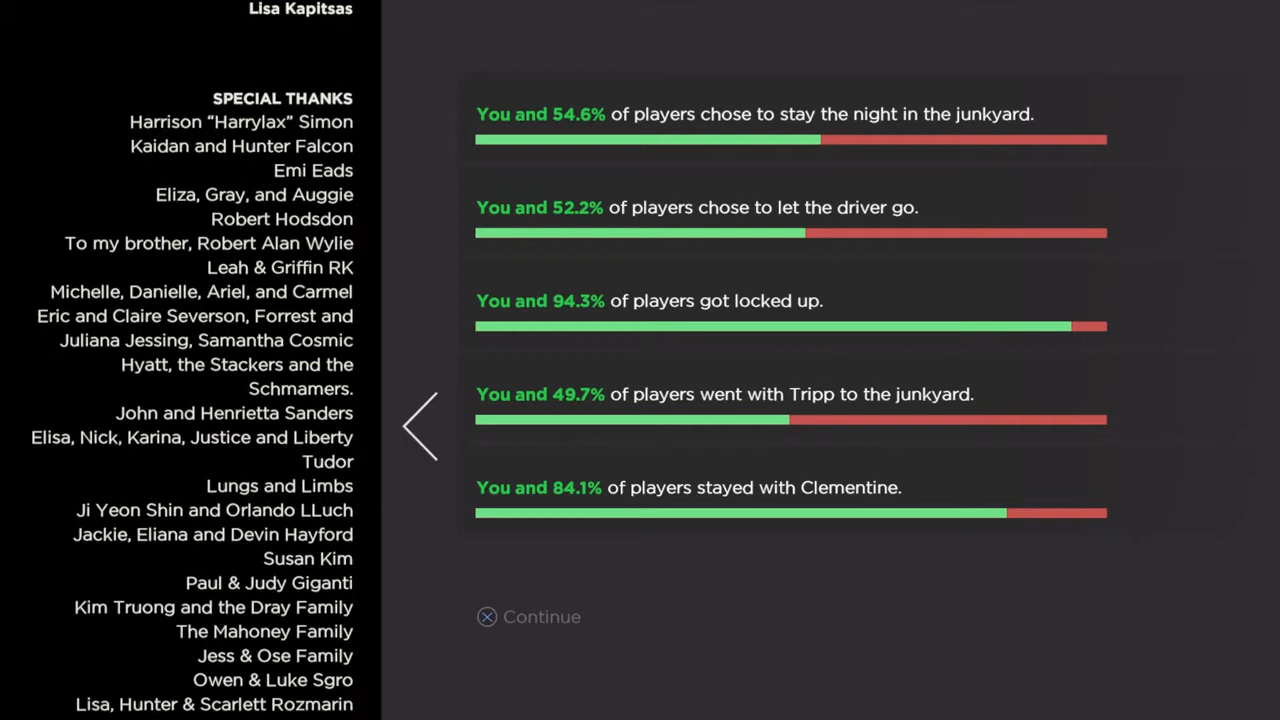 Lisa Kapitsas
SPECIAL THANKS
Harrison “Harrylax” Simon
Kaidan and Hunter Falcon
Emi Eads
Eliza, Gray, and Auggie
Robert Hodsdon
To my brother, Robert Alan Wylie
Leah & Griffin RK
Michelle, Danielle, Ariel, and Carmel
Eric and Claire Severson, Forrest and
Juliana Jessing, Samantha Cosmic
Hyatt, the Stackers and the
Schmamers.
John and Henrietta Sanders
Elisa, Nick, Karina, Justice and Liberty
Tudor
Lungs and Limbs
Ji Yeon Shin and Orlando LLuch
Jackie, Eliana and Devin Hayford
Susan Kim
Paul & Judy Giganti
Kim Truong and the Dray Family
The Mahoney Family
Jess & Ose Family
Owen & Luke Sgro
Lisa, Hunter & Scarlett Rozmarin
You and 54.6% of players chose to stay the night in the junkyard.
You and 52.2% of players chose to let the driver go.
You and 94.3% of players got locked up.
You and 49.7% of players went with Tripp to the junkyard.
You and 84.1% of players stayed with Clementine.
Continue